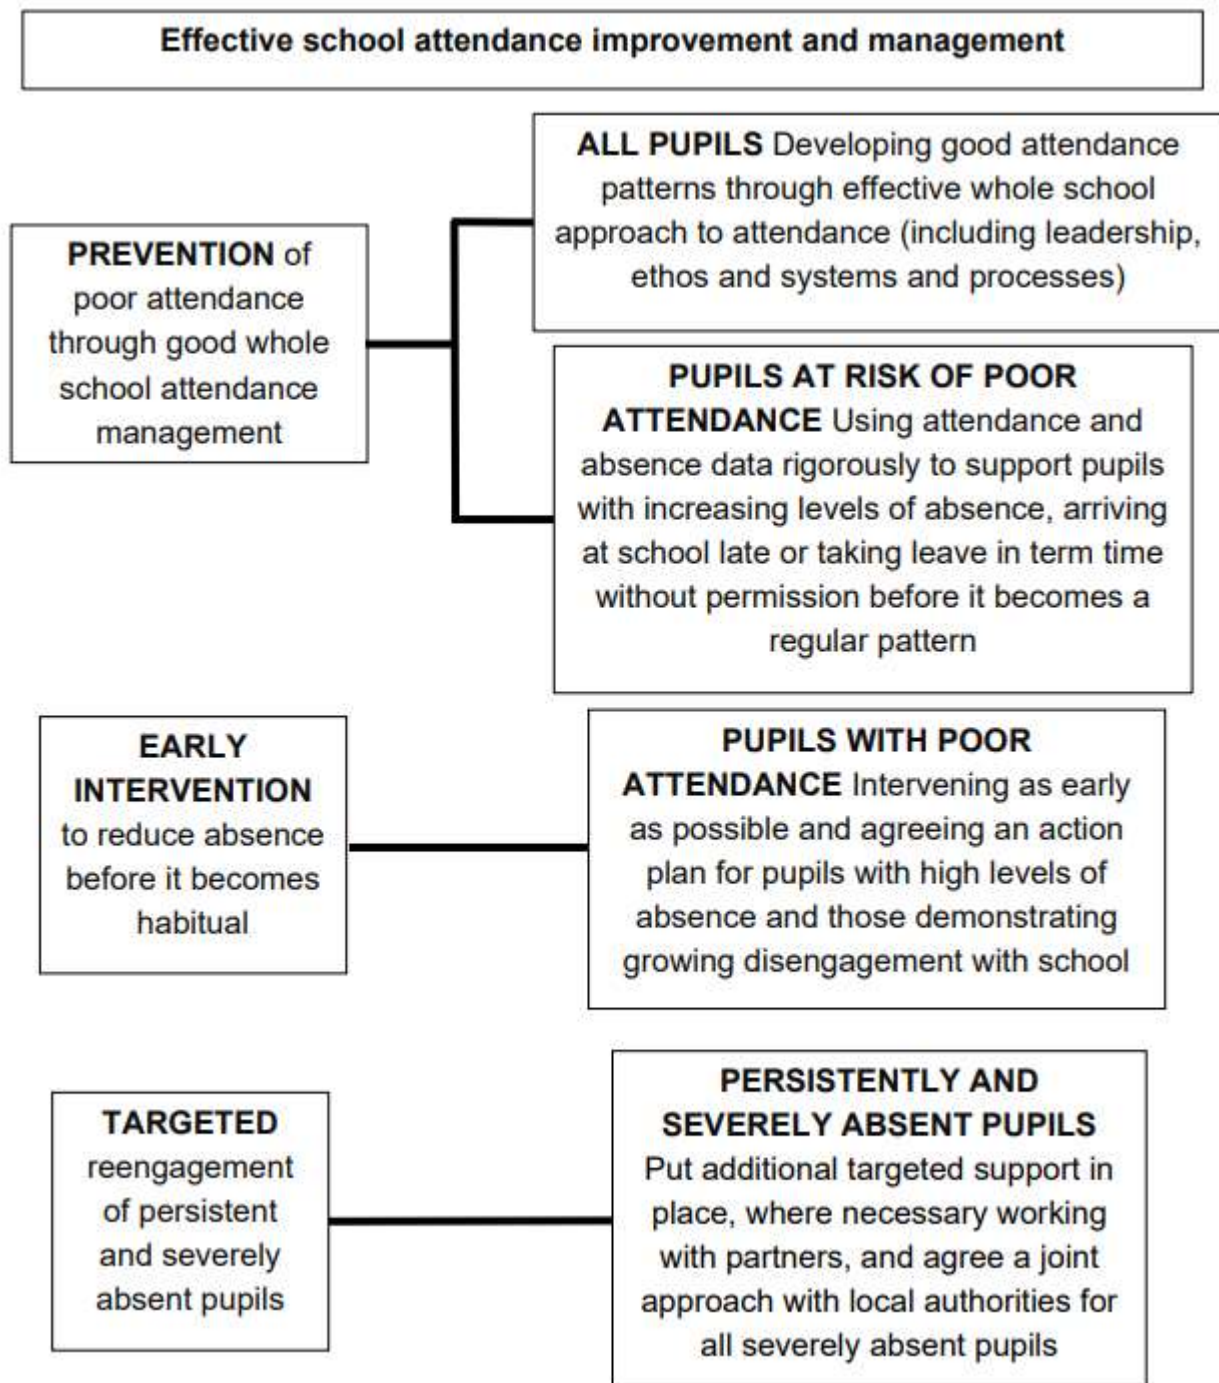 Effective school attendance improvement and management
ALL PUPILS Developing good attendance
patterns through effective whole school
approach to attendance (including leadership,
ethos and systems and processes)
PREVENTION of
poor attendance
through good whole
school attendance
management
PUPILS AT RISK OF POOR
ATTENDANCE Using attendance and
absence data rigorously to support pupils
with increasing levels of absence, arriving
at school late or taking leave in term time
without permission before it becomes a
regular pattern
EARLY
INTERVENTION
to reduce absence
before it becomes
habitual
PUPILS WITH POOR
ATTENDANCE Intervening as early
as possible and agreeing an action
plan for pupils with high levels of
absence and those demonstrating
growing disengagement with school
TARGETED
reengagement
of persistent
and severely
absent pupils
PERSISTENTLY AND
SEVERELY ABSENT PUPILS
Put additional targeted support in
place, where necessary working
with partners, and agree a joint
approach with local authorities for
all severely absent pupils